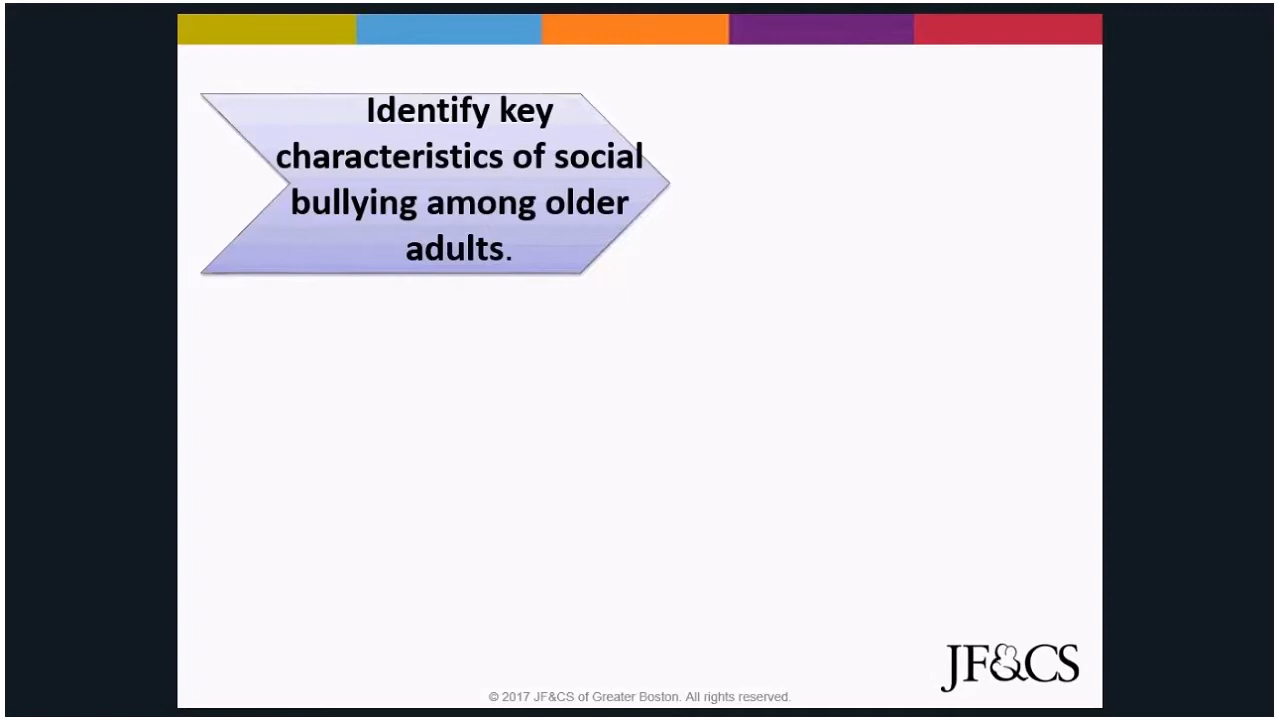 Identify key
characteristics of social
bullying among older
adults.
JF&CS
© 2017 JF&CS of Greater Boston. All rights reserved.